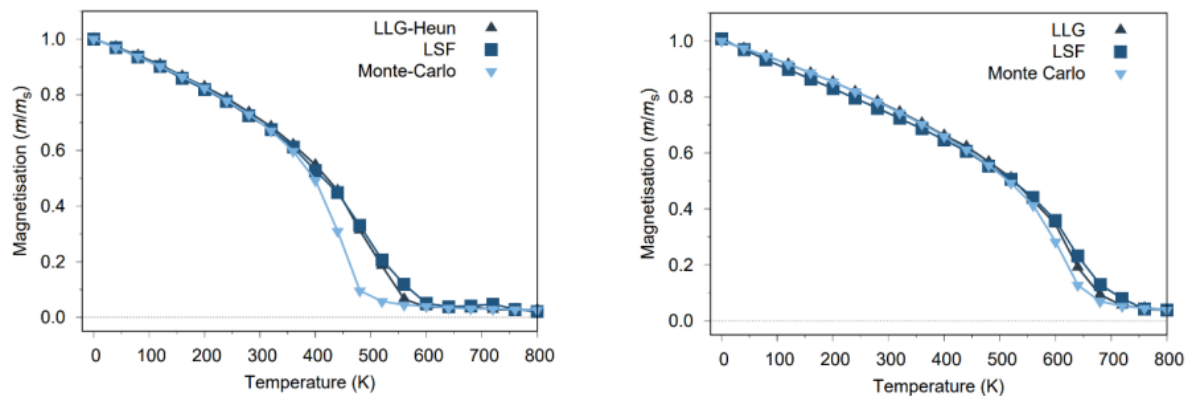 LLG-Heun
LSF
Monte-Carlo
1.0
0.8
0.6
0.4
0.2
0.0
Magnetisation (m/ms)
0 100 200 300 400 500 600 700 800
Temperature (K)
LLG
LSF
Monte Carlo
1.0
0.8
0.6
0.4
0.2
0.0
Magnetisation (m/ms)
0 100 200 300 400 500 600 700 800
Temperature (K)